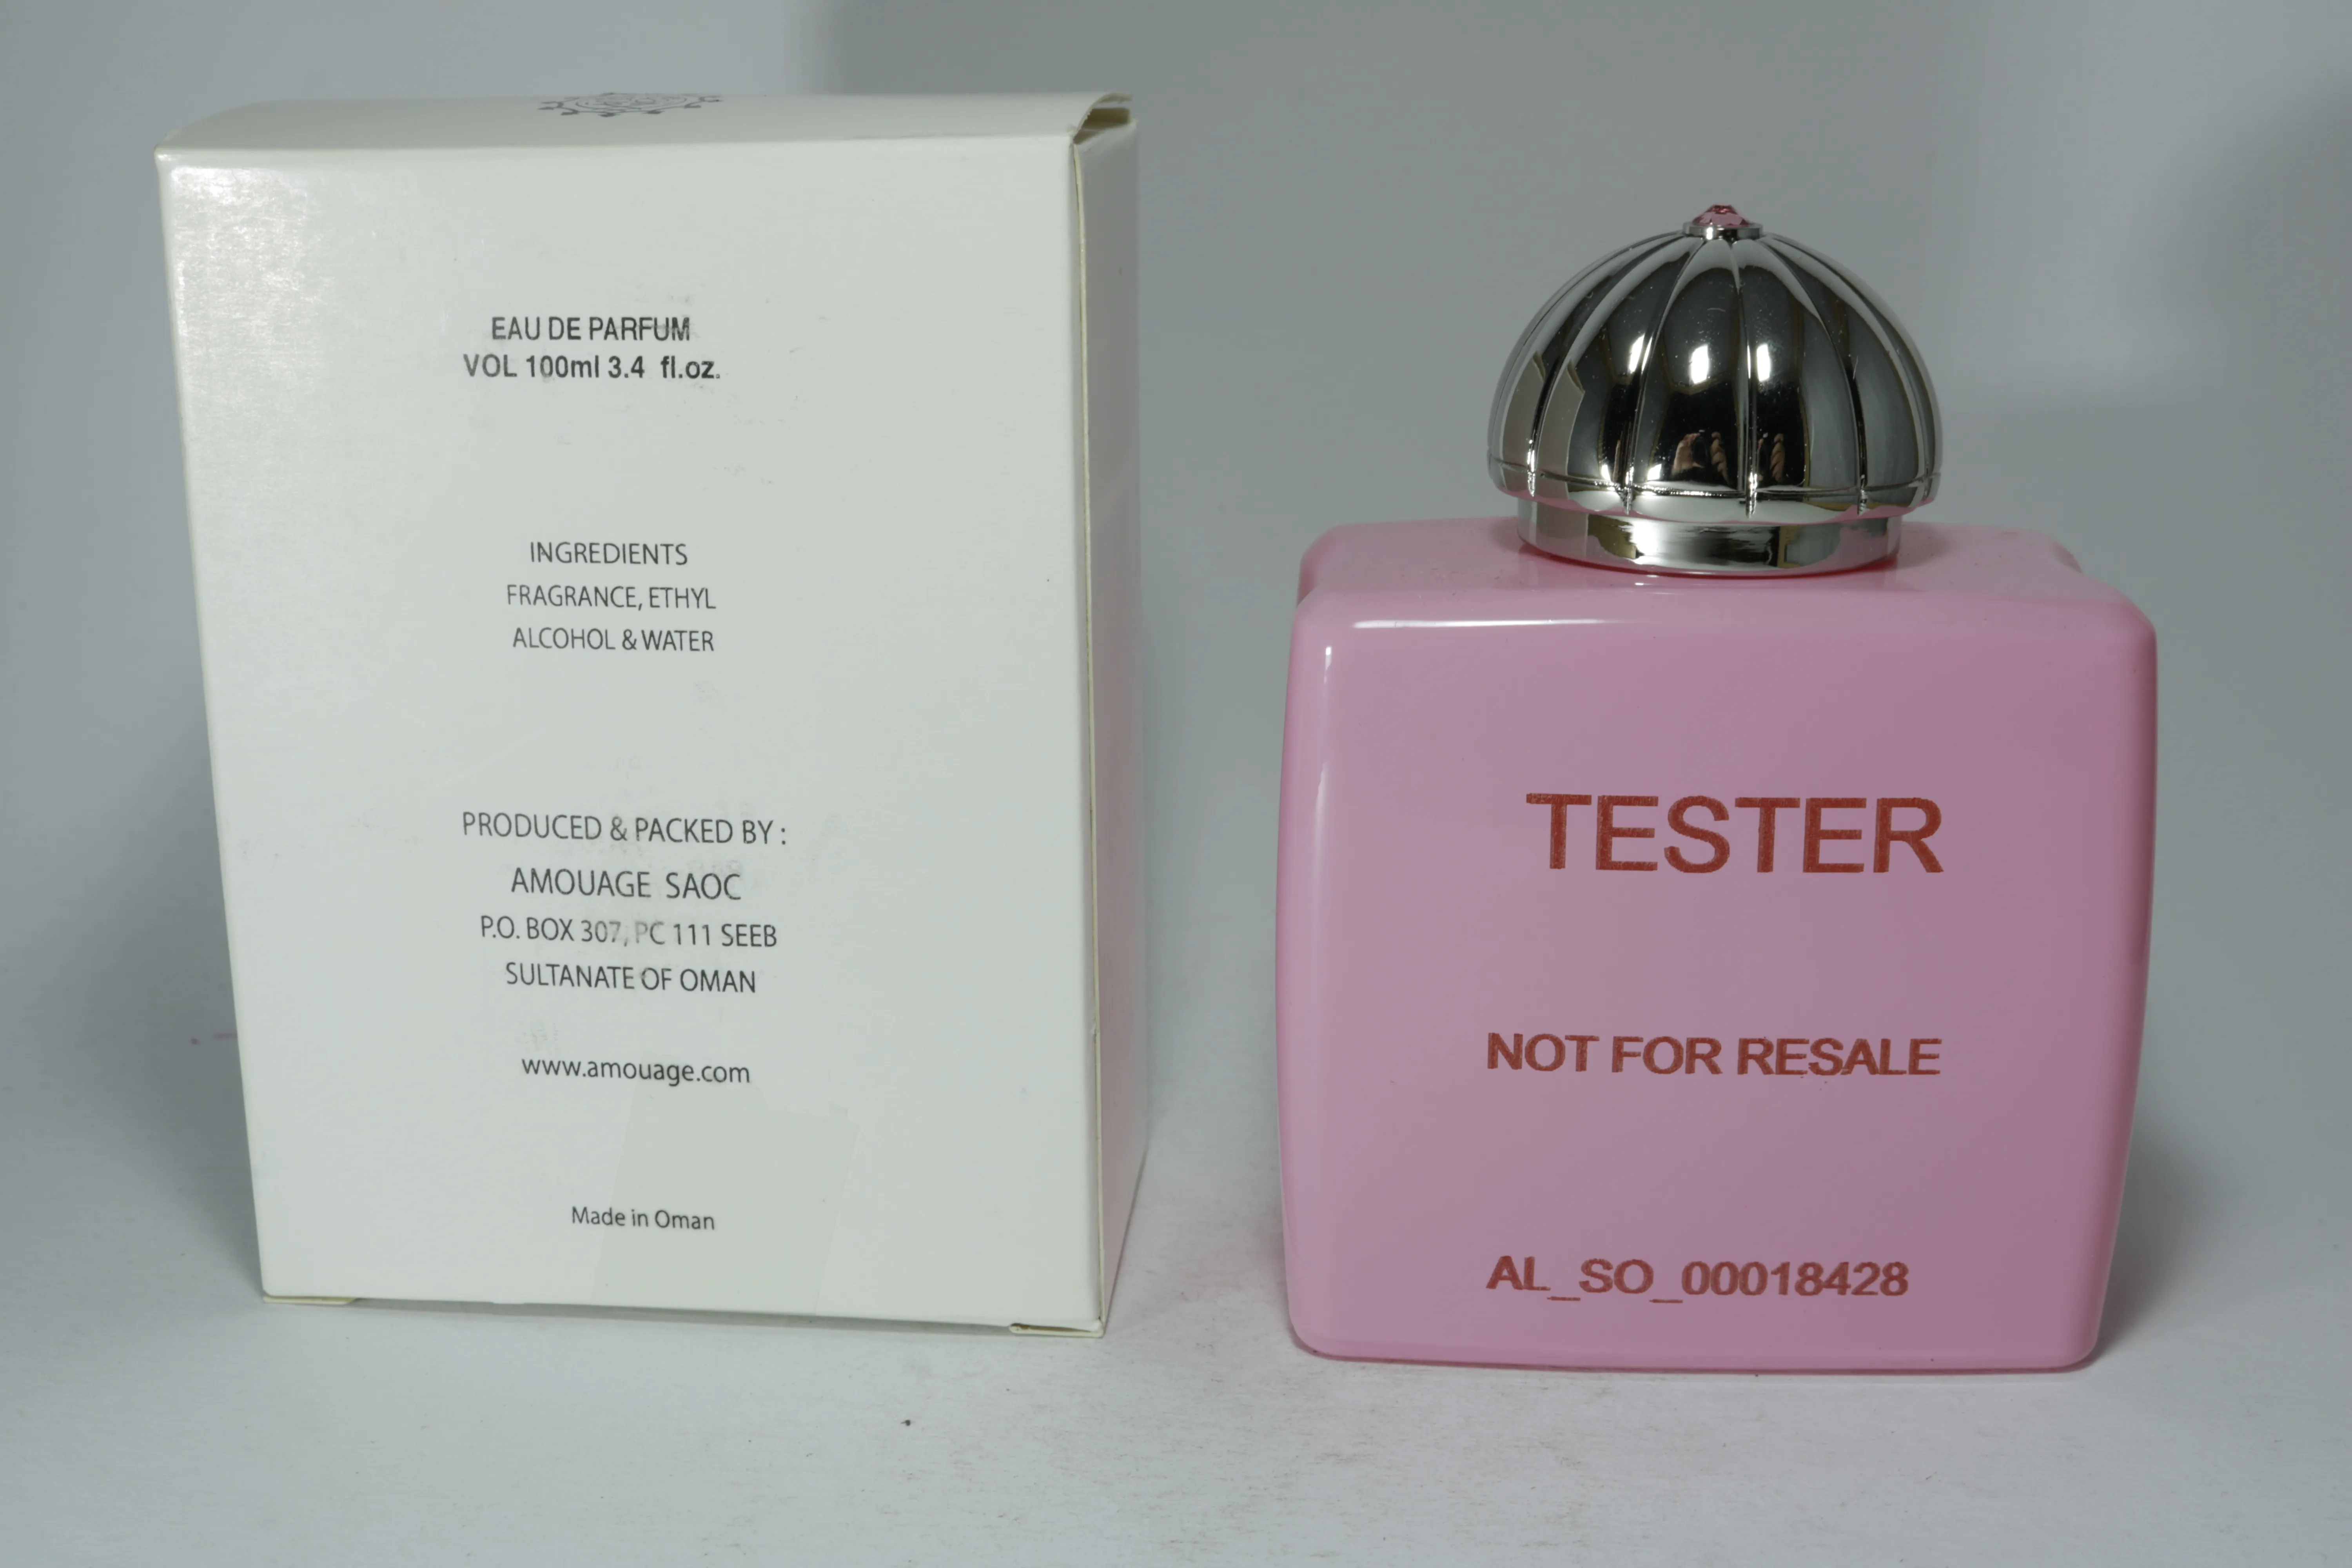 EAU DE PARFUM
VOL 100ml 3.4 fl.oz.
INGREDIENTS
FRAGRANCE, ETHYL
ALCOHOL & WATER
PRODUCED & PACKED BY :
AMOUAGE SAOC
P.O. BOX 307, PC 111 SEEB
SULTANATE OF OMAN
www.amouage.com
Made in Oman
TESTER
NOT FOR RESALE
AL_SO_00018428